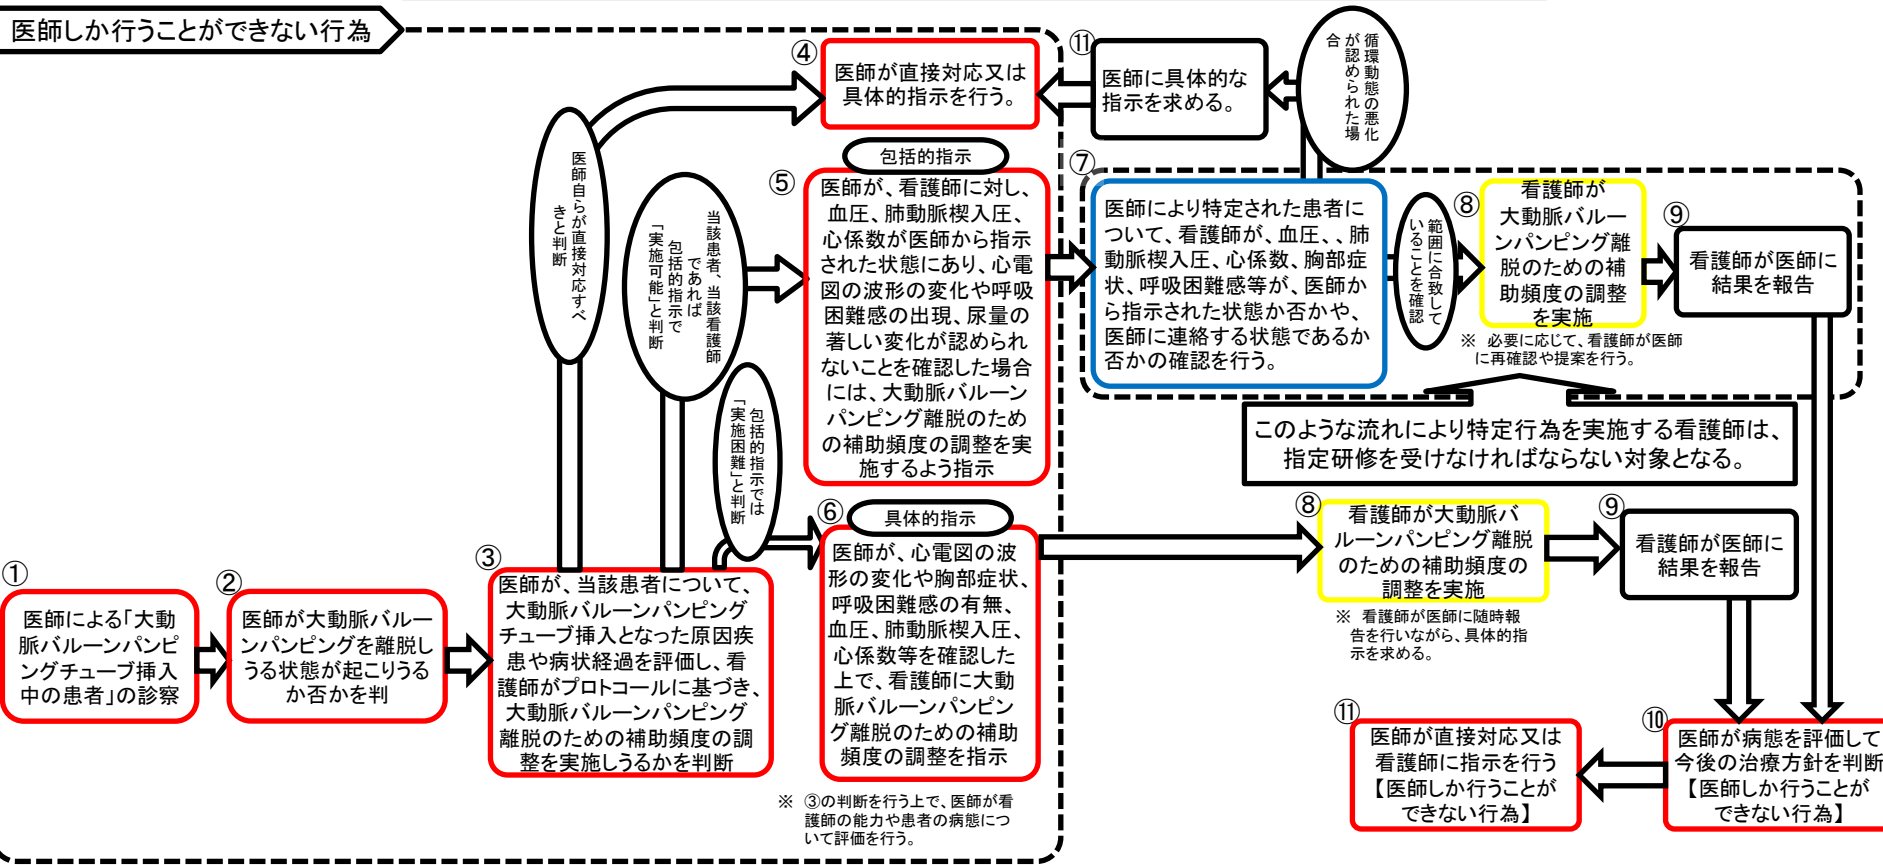 医師しか行うことができない行為
①
医師による「大動
脈バルーンパンピ
ングチューブ挿入
中の患者」の診察
②
医師が大動脈バルー
ンパンピングを離脱し
うる状態が起こりうる
か否かを判
③
医師が、当該患者について、
大動脈バルーンパンピング
チューブ挿入となった原因疾
患や病状経過を評価し、看
護師がプロトコールに基づき、
大動脈バルーンパンピング
離脱のための補助頻度の調
整を実施しうるかを判断
医師自らが直接対応すべ
きと判断
当該患者、当該看護師
であれば
包括的指示で
「実施可能」と判断
包括的指示では
「実施困難」と判断
④
医師が直接対応又は
具体的指示を行う。
包括的指示
⑤
医師が、看護師に対し、
血圧、肺動脈楔入圧、
心係数が医師から指示
された状態にあり、心電
図の波形の変化や呼吸
困難感の出現、尿量の
著しい変化が認められ
ないことを確認した場合
には、大動脈バルーン
パンピング離脱のため
の補助頻度の調整を実
施するよう指示
⑥
具体的指示
医師が、心電図の波
形の変化や胸部症状、
呼吸困難感の有無、
血圧、肺動脈楔入圧、
心係数等を確認した
上で、看護師に大動
脈バルーンパンピン
グ離脱のための補助
頻度の調整を指示
※ ③の判断を行う上で、医師が看
護師の能力や患者の病態につ
いて評価を行う。
⑪
医師に具体的な
指示を求める。
循環動態の悪化
が認められた場
合
⑦
医師により特定された患者に
ついて、看護師が、血圧、、肺
動脈楔入圧、心係数、胸部症
状、呼吸困難感等が、医師か
ら指示された状態か否かや、
医師に連絡する状態であるか
否かの確認を行う。
範囲に合致して
いることを確認
⑧
看護師が
大動脈バルー
ンパンピング離
脱のための補
助頻度の調整
を実施
※ 必要に応じて、看護師が医師
に再確認や提案を行う。
⑨
看護師が医師に
結果を報告
このような流れにより特定行為を実施する看護師は、
指定研修を受けなければならない対象となる。
⑧
看護師が大動脈バ
ルーンパンピング離脱
のための補助頻度の
調整を実施
※ 看護師が医師に随時報
告を行いながら、具体的指
示を求める。
⑨
看護師が医師に
結果を報告
⑩
医師が病態を評価して
今後の治療方針を判断
【医師しか行うことが
できない行為】
⑪
医師が直接対応又は
看護師に指示を行う
【医師しか行うことが
できない行為】